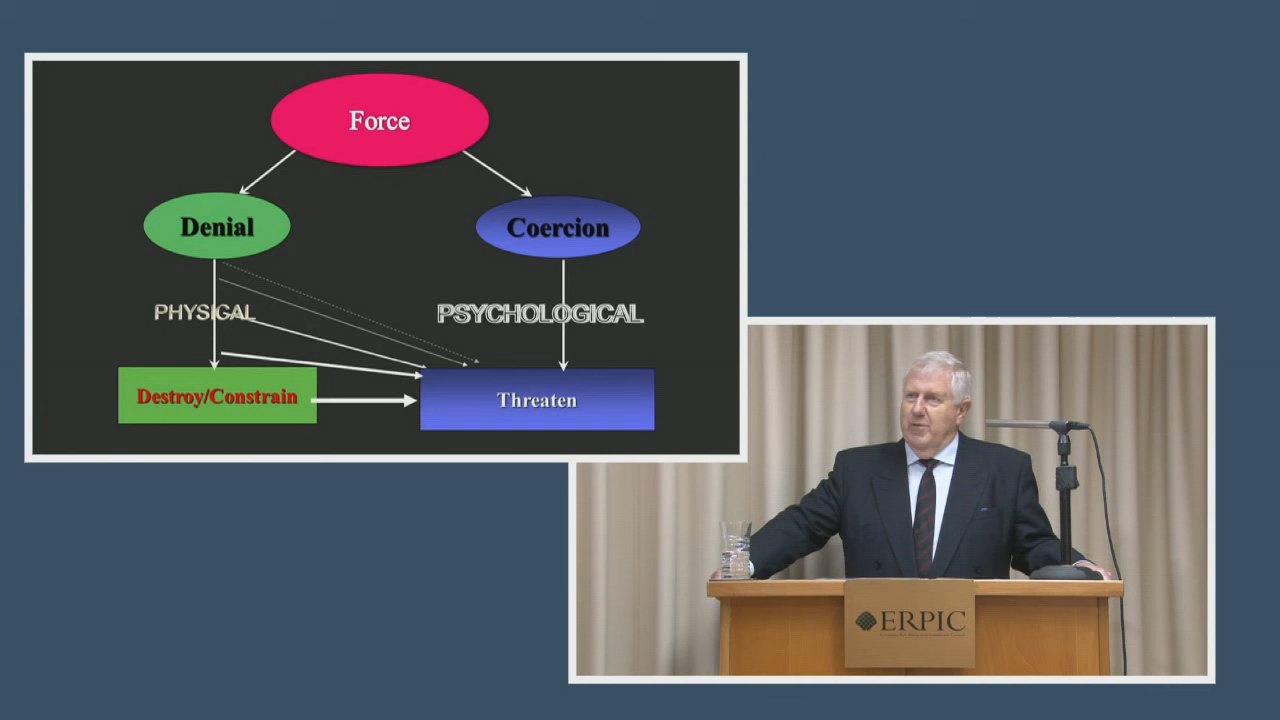 Force
Denial
Coercion
PHYSICAL
PSYCHOLOGICAL
Destroy/Constrain
Threaten
ERPIC